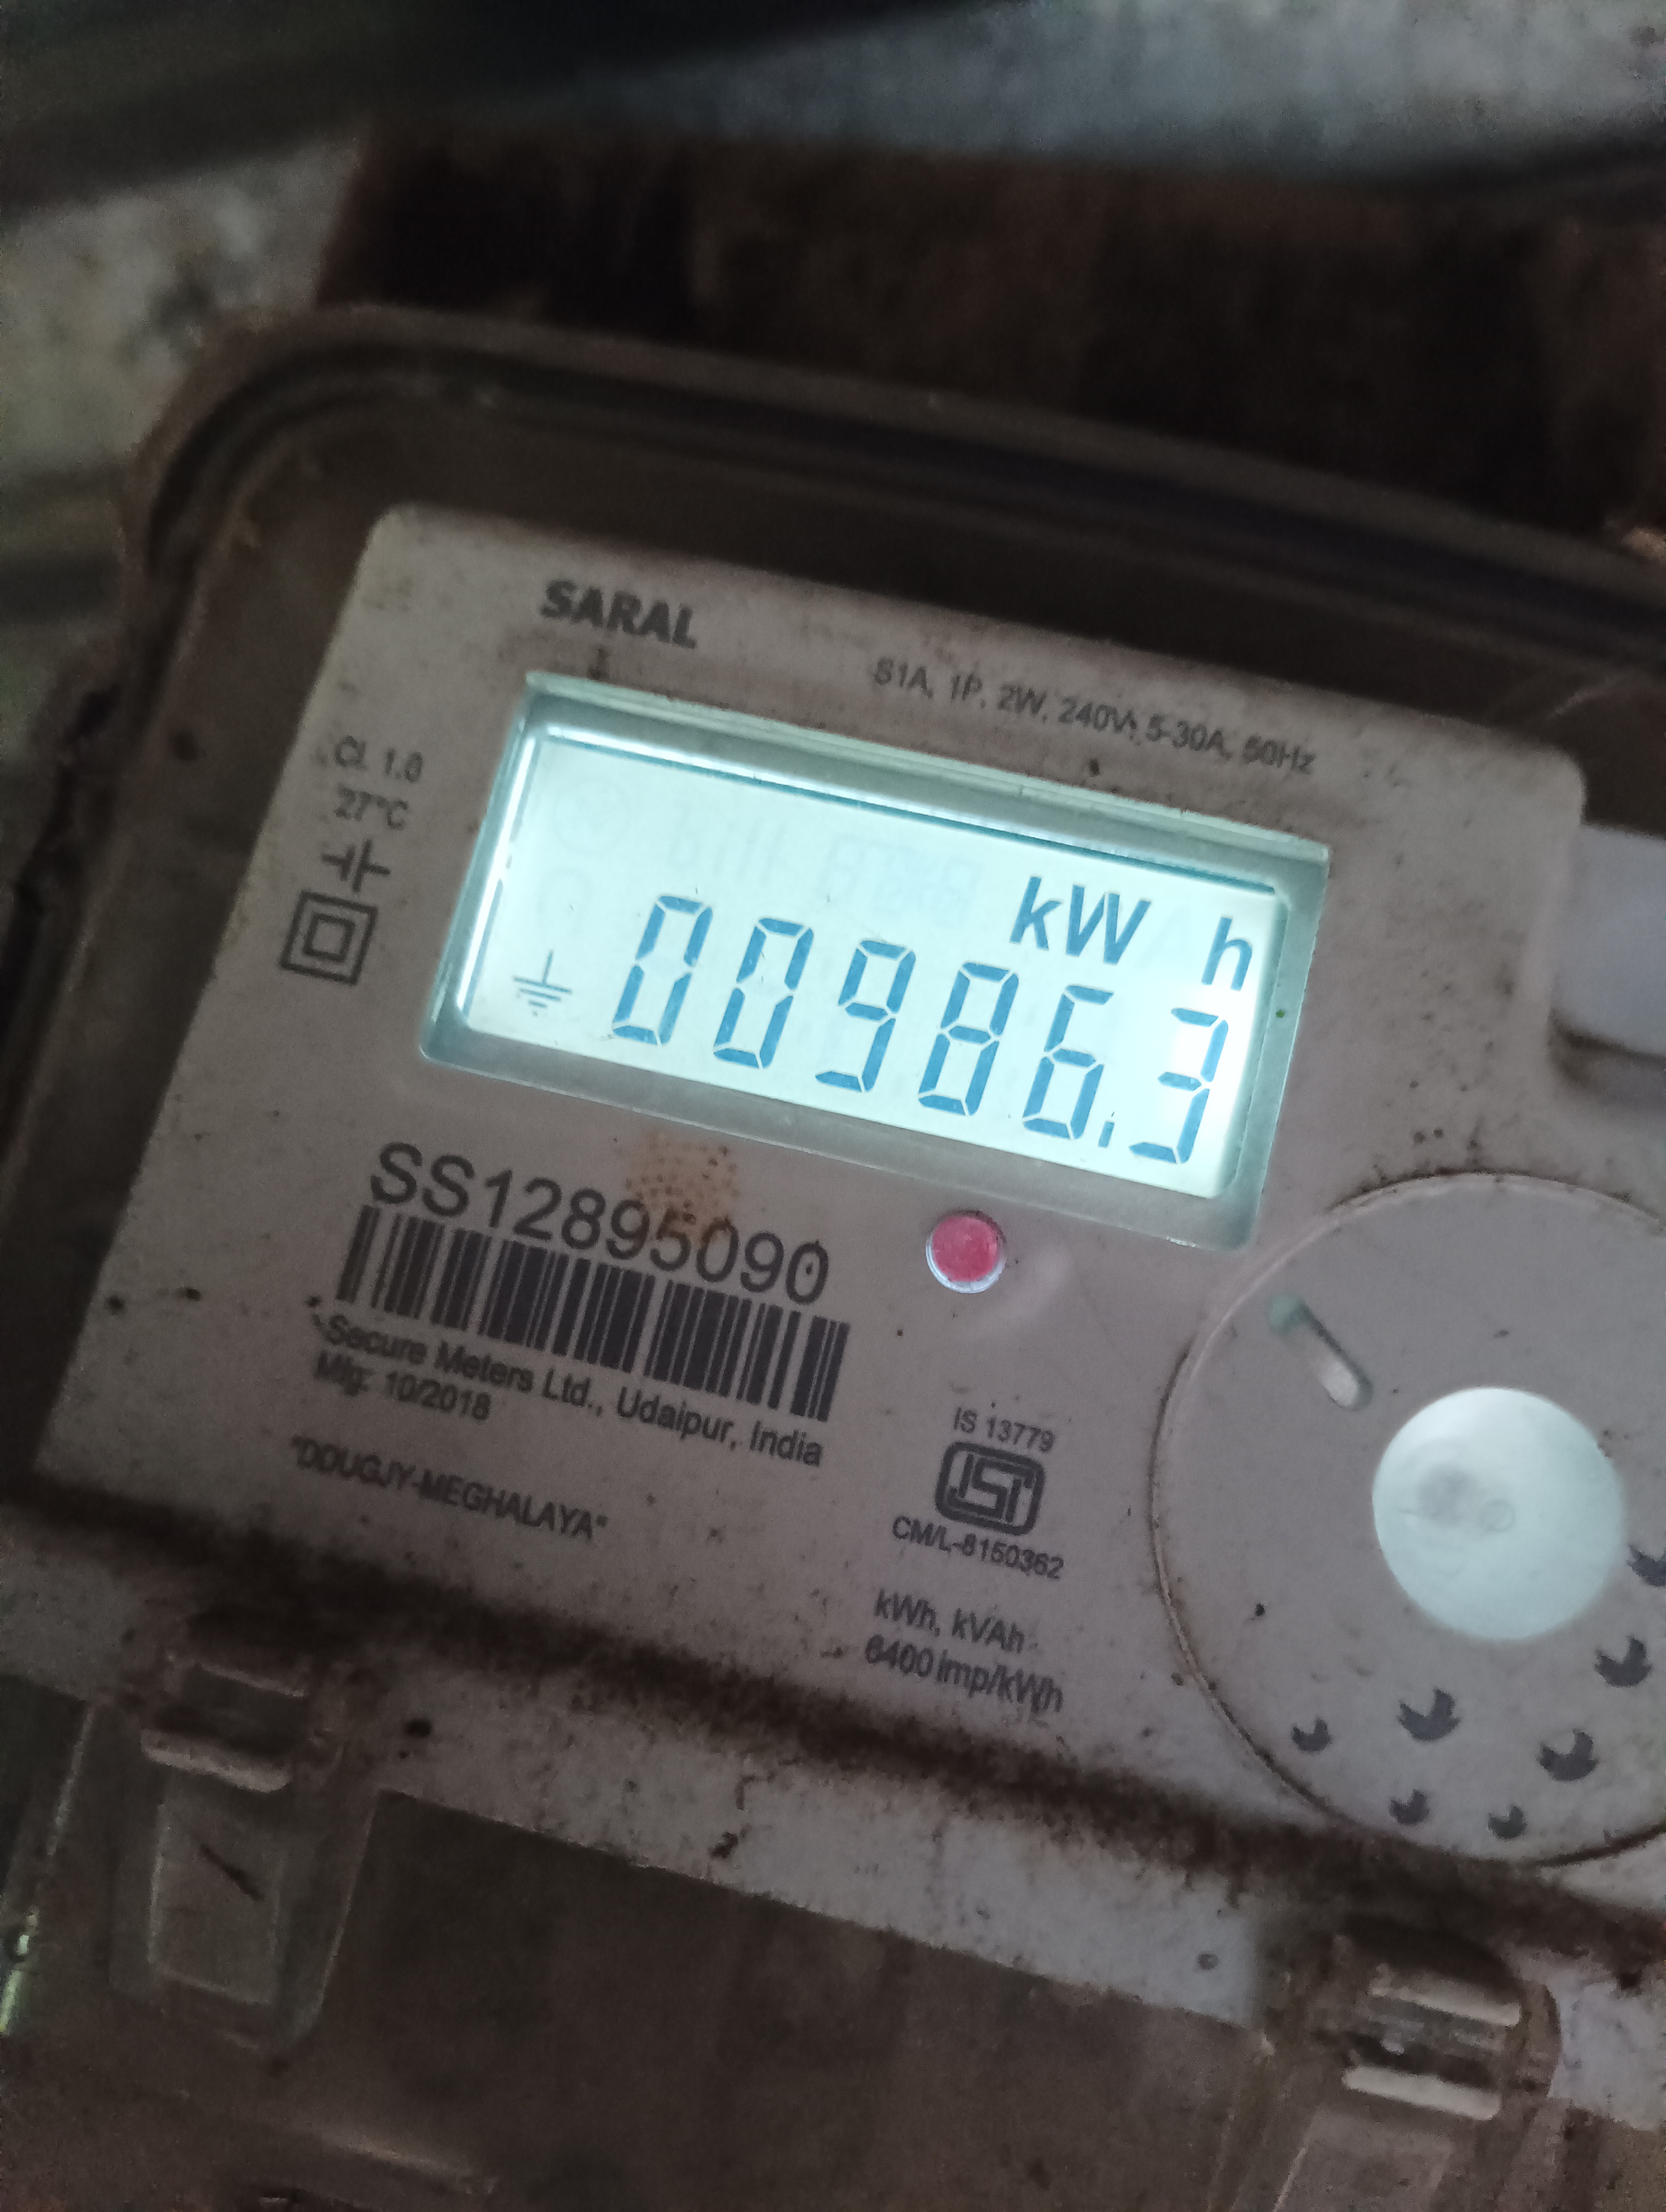 SARAL
S1A, 1P, 2W, 240V, 5-30A, 50Hz
Cl. 1.0
27°C
kW h
00986.3
SS12895090
Secure Meters Ltd., Udaipur, India
Mfg: 10/2018
"DDUGJY-MEGHALAYA"
IS 13779
ISI
CM/L-8150362
kWh, kVAh
6400 imp/kWh